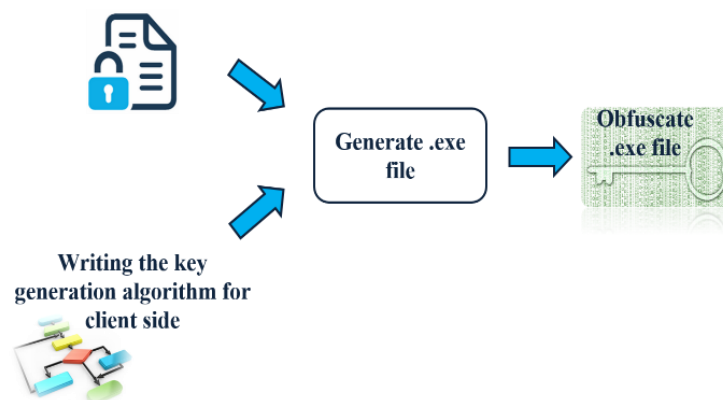 Generate .exe
file
Obfuscate
.exe file
Writing the key
generation algorithm for
client side